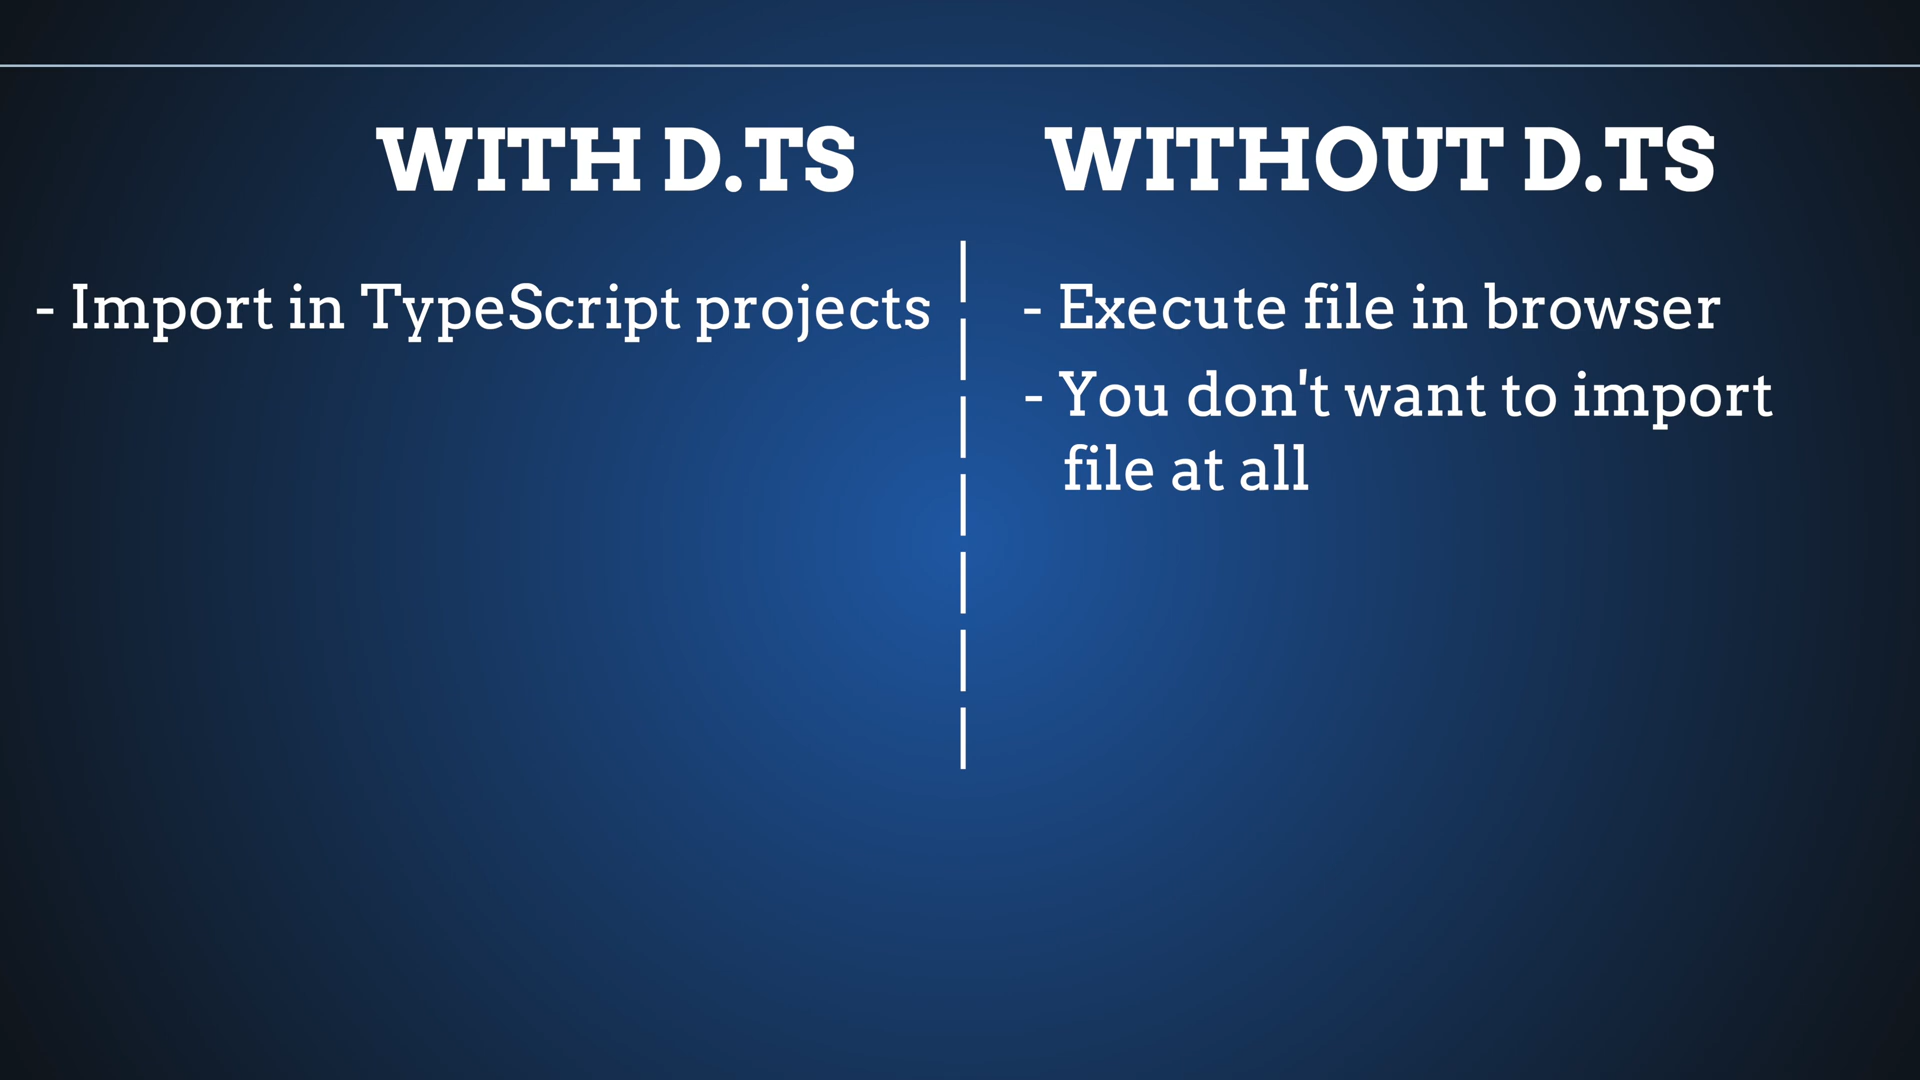 WITH D.TS
- Import in TypeScript projects
WITHOUT D.TS
- Execute file in browser
- You don't want to import
file at all